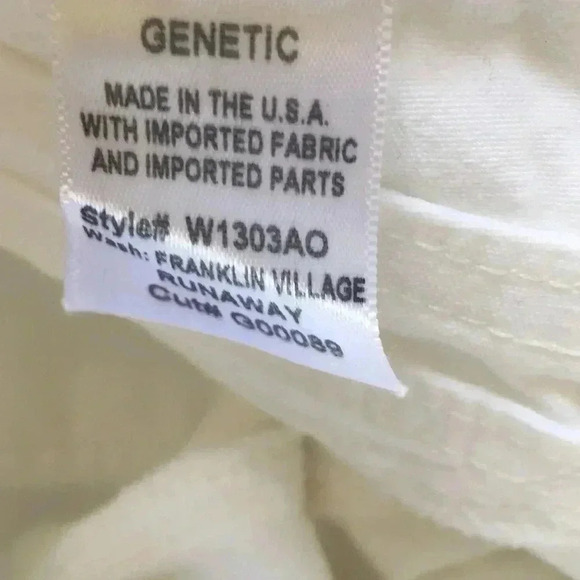 GENETIC
MADE IN THE U.S.A.
WITH IMPORTED FABRIC
AND IMPORTED PARTS
Style# W1303AO
Wash: FRANKLIN VILLAGE
RUNAWAY
Cut# G00089